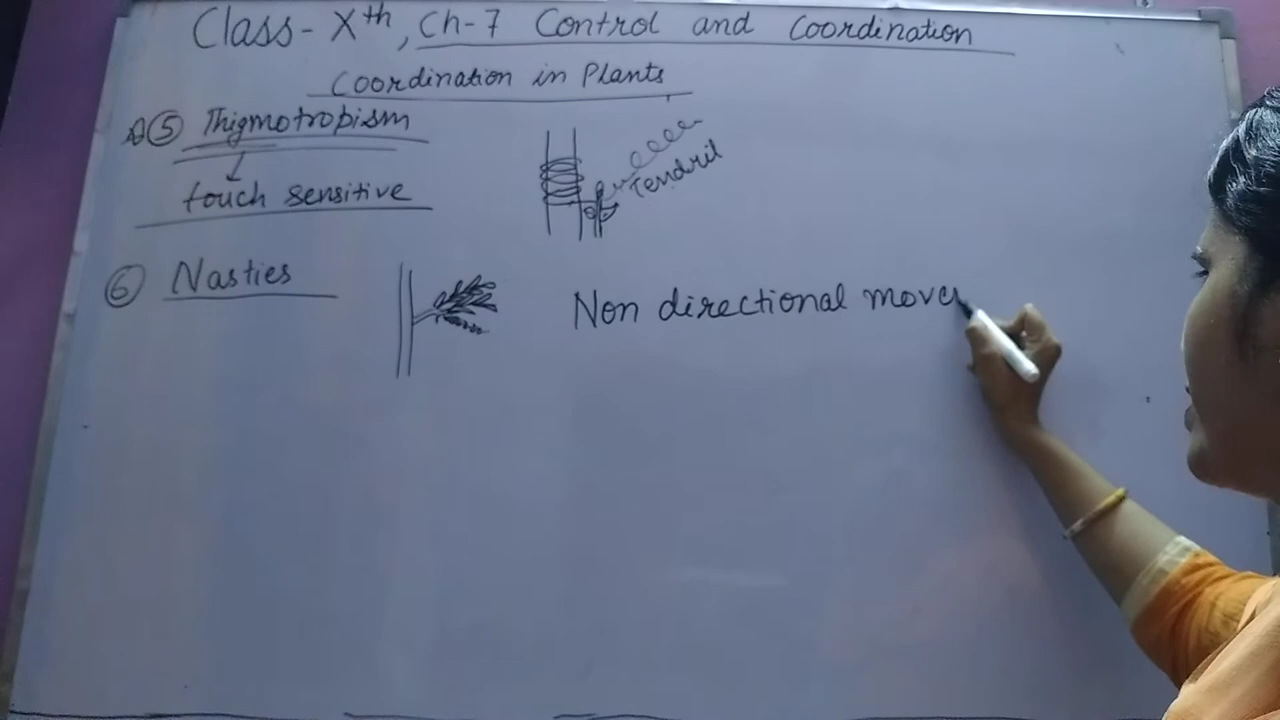 Class-Xth, Ch-7 Control and Coordination
Coordination in Plants
⑤ Thigmotropism
touch sensitive
Tendril
⑥ Nasties
Non directional move